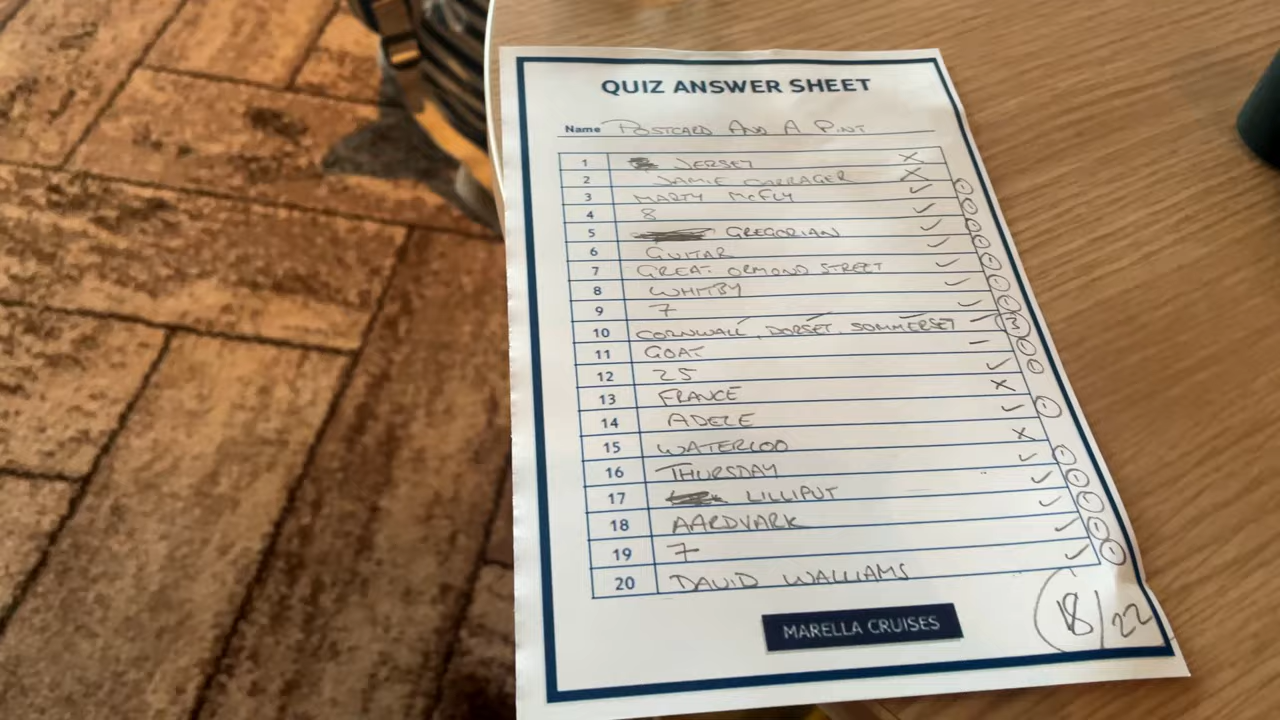 QUIZ ANSWER SHEET
Name POSTCARD AND A PINT
1 JERSEY
2 JAMIE CARRAGER
3 MARTY McFLY
4 8
5 GREGORIAN
6 GUITAR
7 GREAT ORMOND STREET
8 WHITBY
9 7
10 CORNWALL, DORSET, SOMMERSET
11 GOAT
12 25
13 FRANCE
14 ADELE
15 WATERLOO
16 THURSDAY
17 LILLIPUT
18 AARDVARK
19 7
20 DAVID WALLIAMS
18/22
MARELLA CRUISES